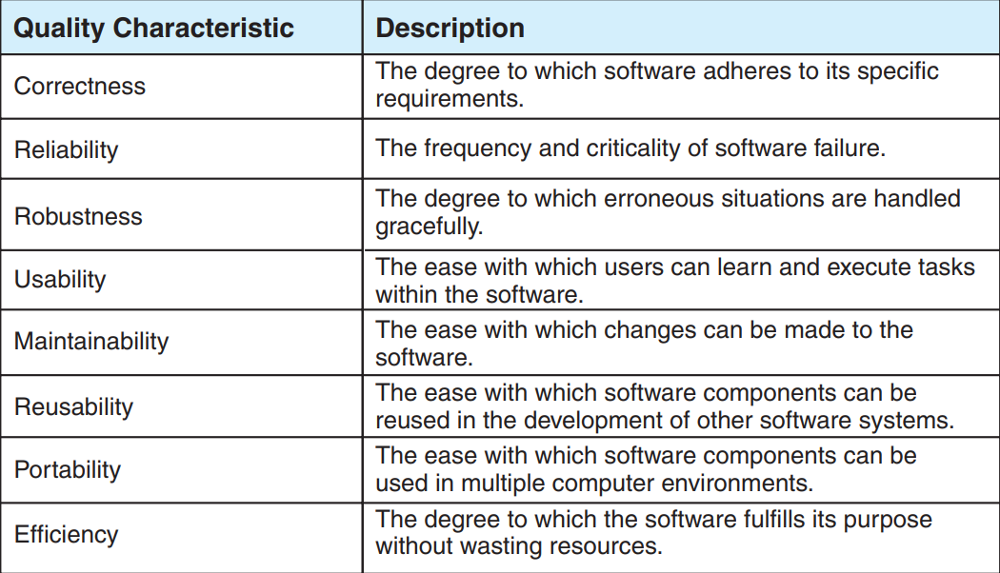 Quality Characteristic
Description
Correctness
The degree to which software adheres to its specific
requirements.
Reliability
The frequency and criticality of software failure.
Robustness
The degree to which erroneous situations are handled
gracefully.
Usability
The ease with which users can learn and execute tasks
within the software.
Maintainability
The ease with which changes can be made to the
software.
Reusability
The ease with which software components can be
reused in the development of other software systems.
Portability
The ease with which software components can be
used in multiple computer environments.
Efficiency
The degree to which the software fulfills its purpose
without wasting resources.